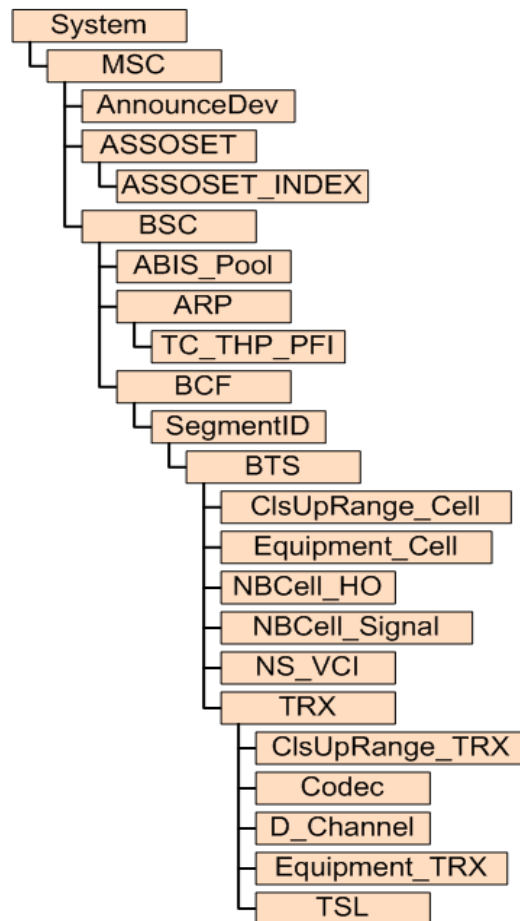 System
MSC
AnnounceDev
ASSOSET
ASSOSET_INDEX
BSC
ABIS_Pool
ARP
TC_THP_PFI
BCF
SegmentID
BTS
ClsUpRange_Cell
Equipment_Cell
NBCell_HO
NBCell_Signal
NS_VCI
TRX
ClsUpRange_TRX
Codec
D_Channel
Equipment_TRX
TSL